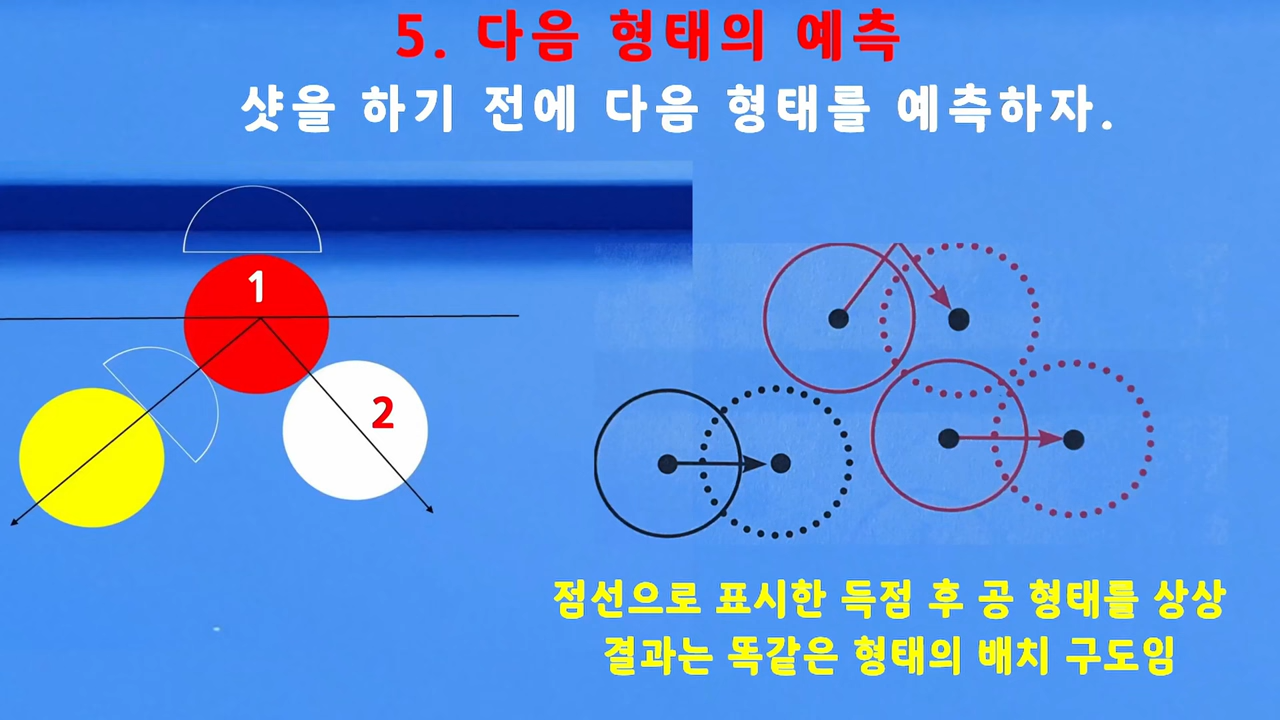 5. 다음 형태의 예측
샷을 하기 전에 다음 형태를 예측하자.
1
2
점선으로 표시한 득점 후 공 형태를 상상
결과는 똑같은 형태의 배치 구도임